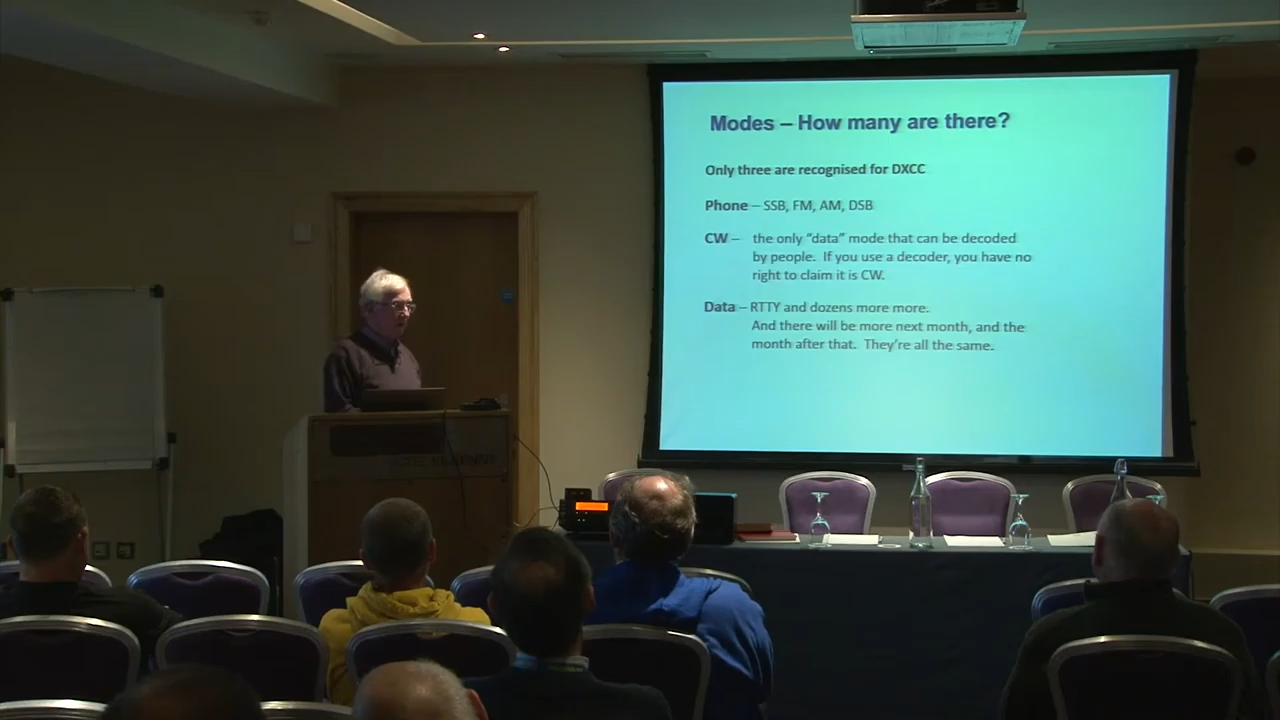 Modes – How many are there?
Only three are recognised for DXCC
Phone – SSB, FM, AM, DSB
CW – the only “data” mode that can be decoded
by people. If you use a decoder, you have no
right to claim it is CW.
Data – RTTY and dozens more more.
And there will be more next month, and the
month after that. They're all the same.